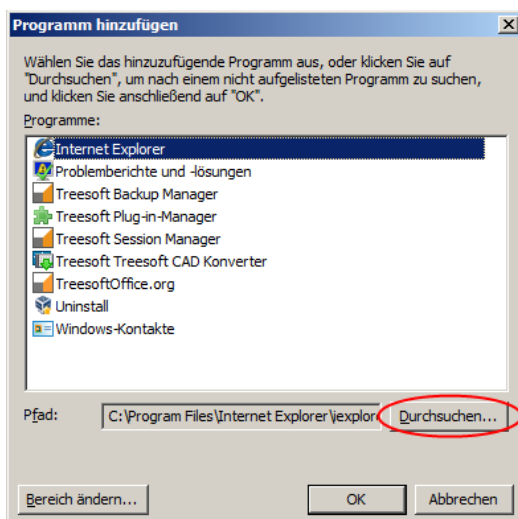 Programm hinzufügen
Wählen Sie das hinzuzufügende Programm aus, oder klicken Sie auf
"Durchsuchen", um nach einem nicht aufgelisteten Programm zu suchen,
und klicken Sie anschließend auf "OK".
Programme:
Internet Explorer
Problemberichte und -lösungen
Treesoft Backup Manager
Treesoft Plug-in-Manager
Treesoft Session Manager
Treesoft Treesoft CAD Konverter
TreesoftOffice.org
Uninstall
Windows-Kontakte
Pfad: C:\Program Files\Internet Explorer\iexplor Durchsuchen...
Bereich ändern... OK Abbrechen